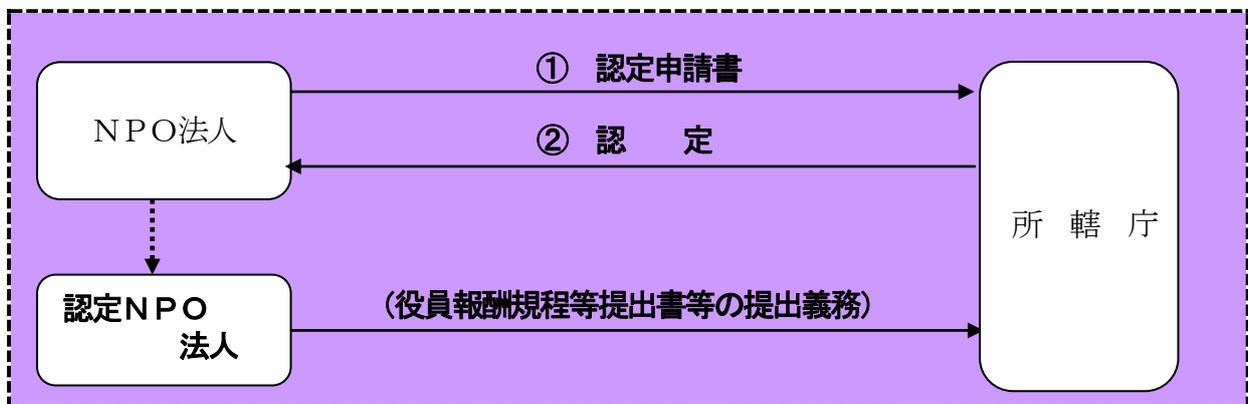 ① 認定申請書
NPO法人
② 認　　定
所 轄 庁
認定NPO
法人
(役員報酬規程等提出書等の提出義務)